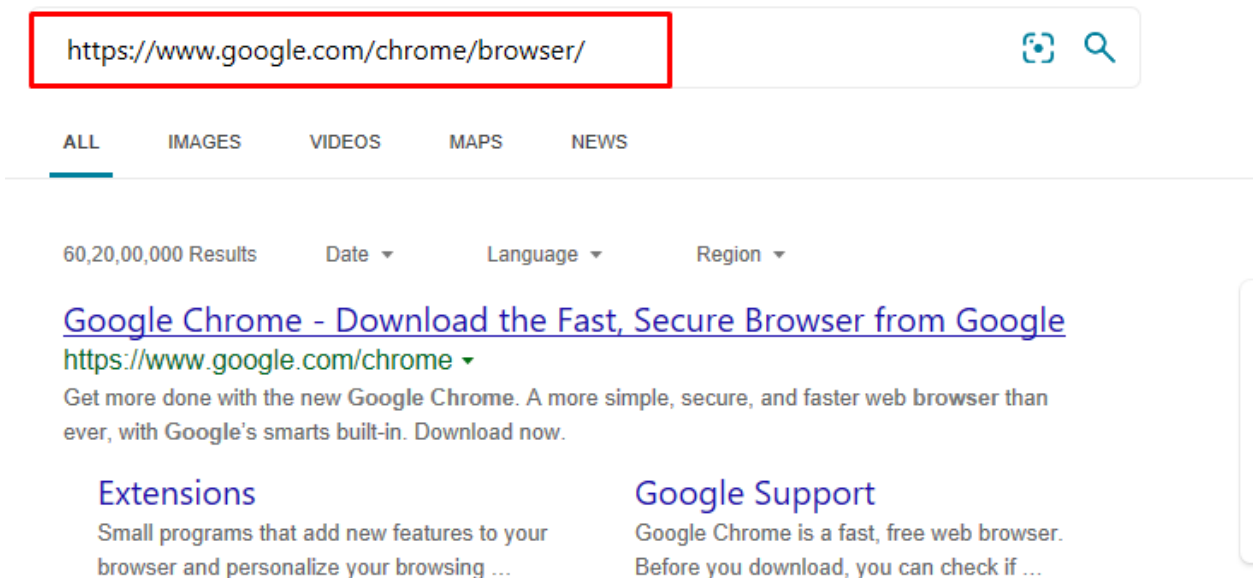 https://www.google.com/chrome/browser/
ALL IMAGES VIDEOS MAPS NEWS
60,20,00,000 Results Date Language Region
Google Chrome - Download the Fast, Secure Browser from Google
https://www.google.com/chrome
Get more done with the new Google Chrome. A more simple, secure, and faster web browser than
ever, with Google's smarts built-in. Download now.
Extensions
Small programs that add new features to your
browser and personalize your browsing ...
Google Support
Google Chrome is a fast, free web browser.
Before you download, you can check if ...